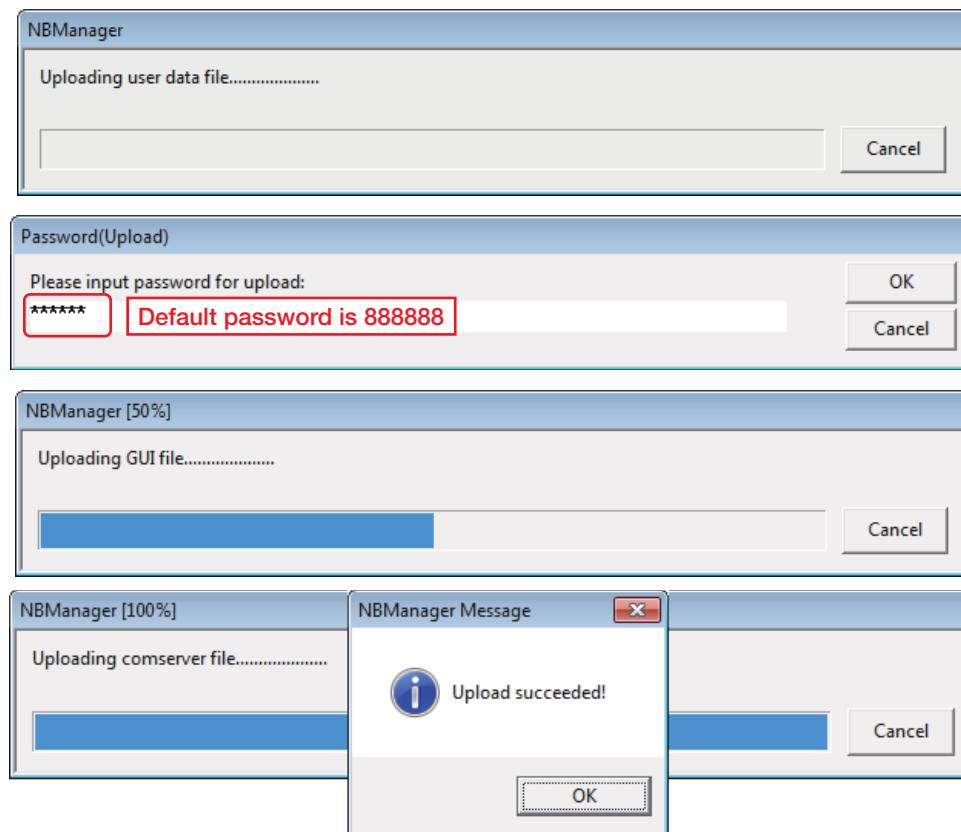 NBManager
Uploading user data file....................
Cancel
Password(Upload)
Please input password for upload:
OK
****** Default password is 888888
Cancel
NBManager [50%]
Uploading GUI file....................
Cancel
NBManager [100%]
Uploading comserver file....................
Cancel
NBManager Message
Upload succeeded!
OK